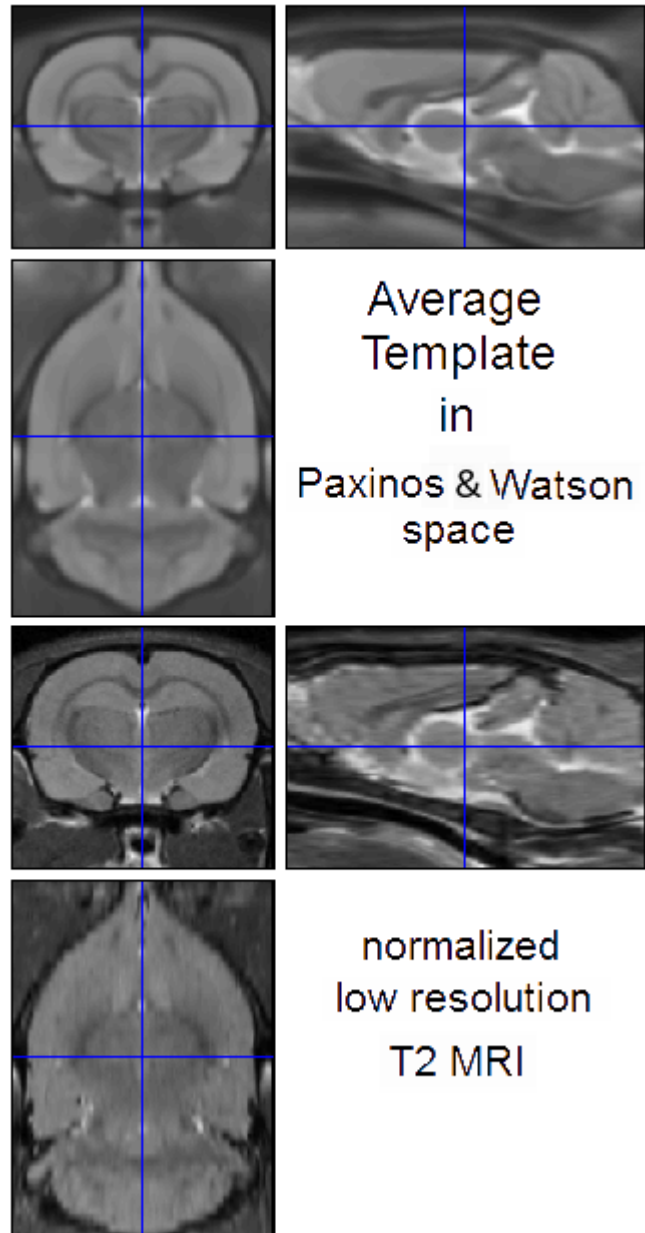 Average
Template
in
Paxinos & Watson
space
normalized
low resolution
T2 MRI